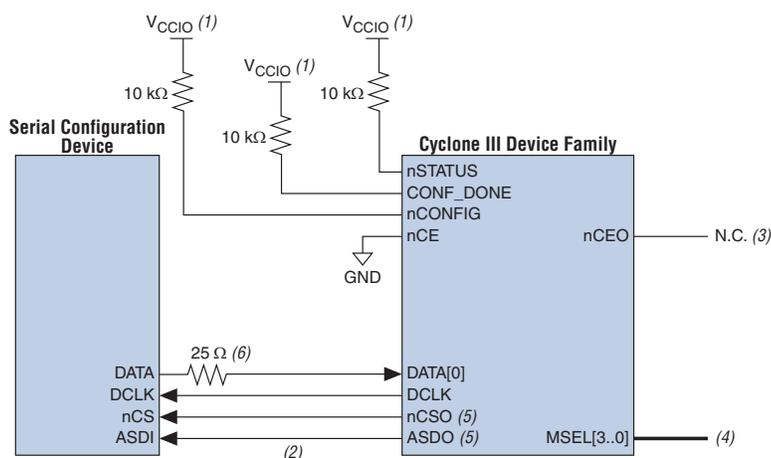 VCCIO (1)
VCCIO (1)
VCCIO (1)
10 kΩ
10 kΩ
10 kΩ
Serial Configuration
Device
Cyclone III Device Family
nSTATUS
CONF_DONE
nCONFIG
nCE
nCEO
N.C. (3)
GND
25 Ω (6)
DATA
DATA[0]
DCLK
DCLK
nCS
nCSO (5)
ASDI
ASDO (5)
MSEL[3..0]
(4)
(2)